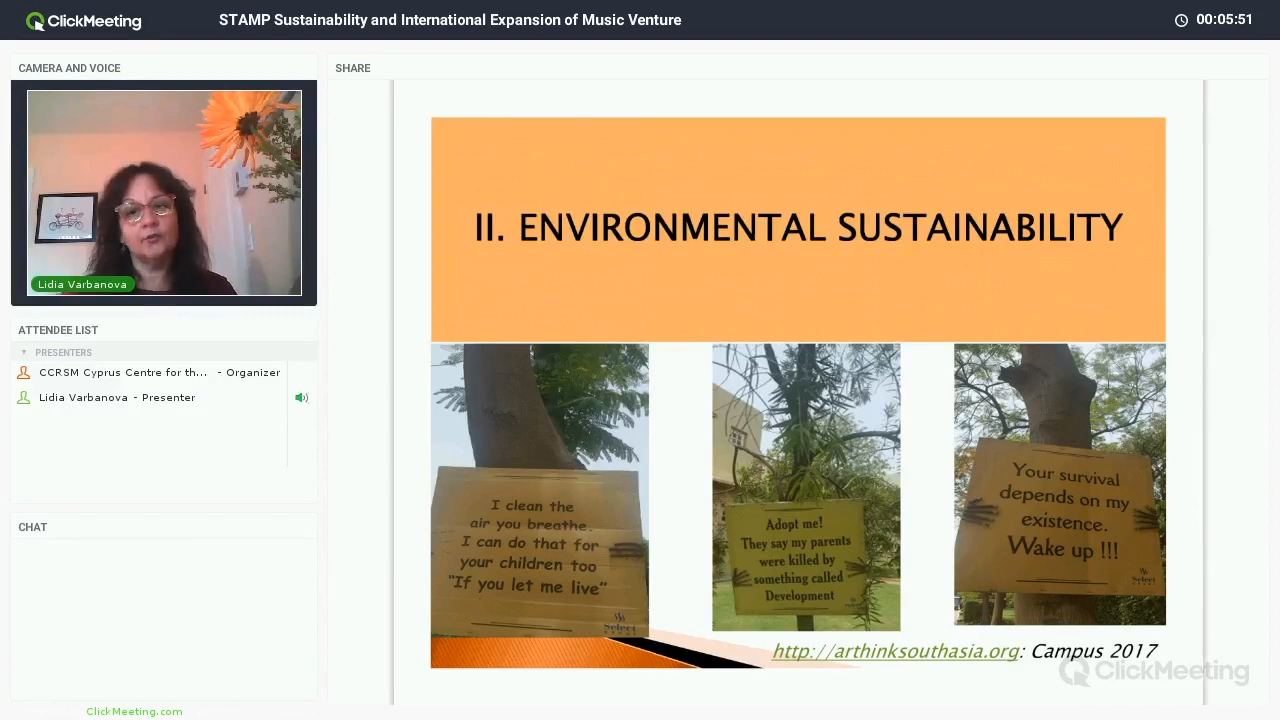 ClickMeeting
STAMP Sustainability and International Expansion of Music Venture
00:05:51
CAMERA AND VOICE
Lidia Varbanova
ATTENDEE LIST
PRESENTERS
CCRSM Cyprus Centre for th... - Organizer
Lidia Varbanova - Presenter
CHAT
ClickMeeting.com
SHARE
II. ENVIRONMENTAL SUSTAINABILITY
I clean the
air you breathe.
I can do that for
your children too
"If you let me live"
Select
Adopt me!
They say my parents
were killed by
something called
Development
Your survival
depends on my
existence.
Wake up !!!
Select
http://arthinksouthasia.org: Campus 2017
ClickMeeting